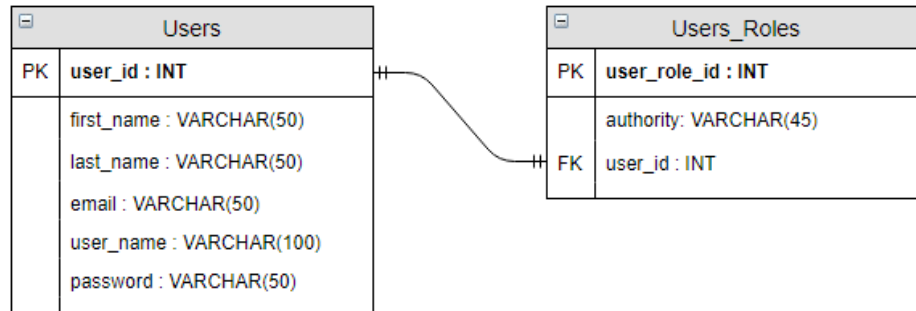 Users
PK user_id : INT
first_name : VARCHAR(50)
last_name : VARCHAR(50)
email : VARCHAR(50)
user_name : VARCHAR(100)
password : VARCHAR(50)
Users_Roles
PK user_role_id : INT
authority: VARCHAR(45)
FK user_id : INT